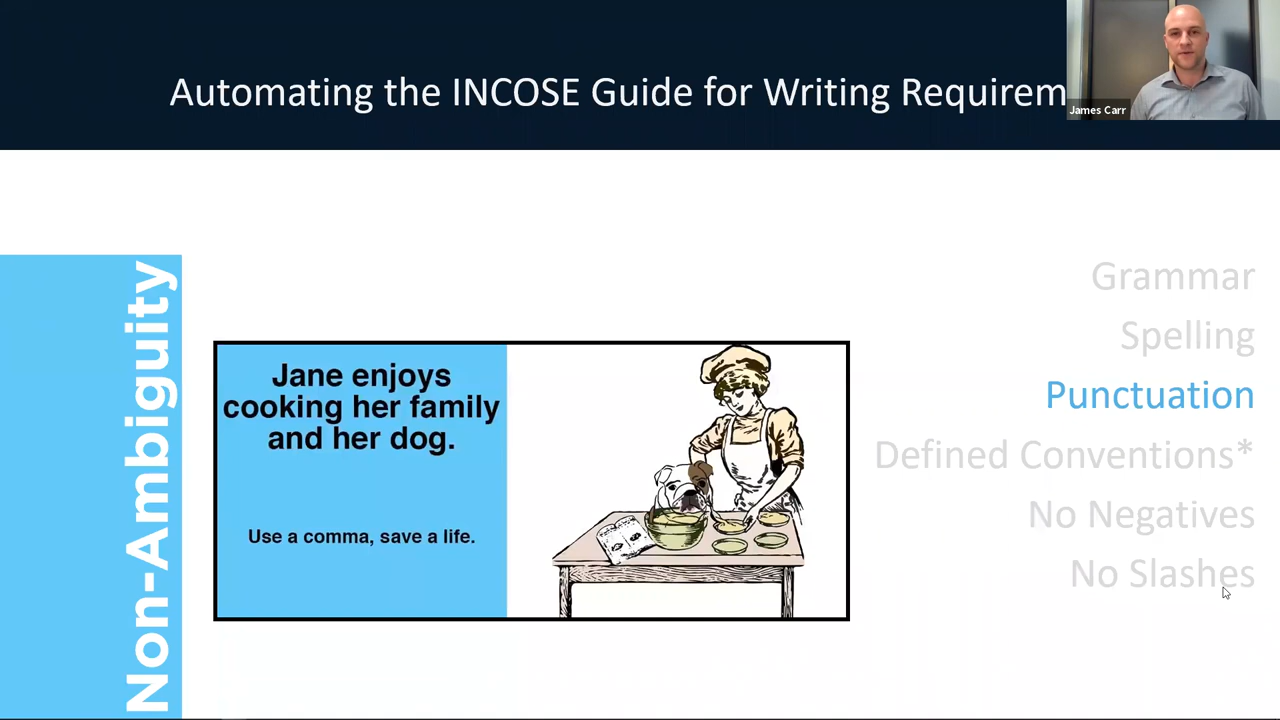 Automating the INCOSE Guide for Writing Requirem
James Carr
Non-Ambiguity
Jane enjoys
cooking her family
and her dog.
Use a comma, save a life.
Grammar
Spelling
Punctuation
Defined Conventions*
No Negatives
No Slashes